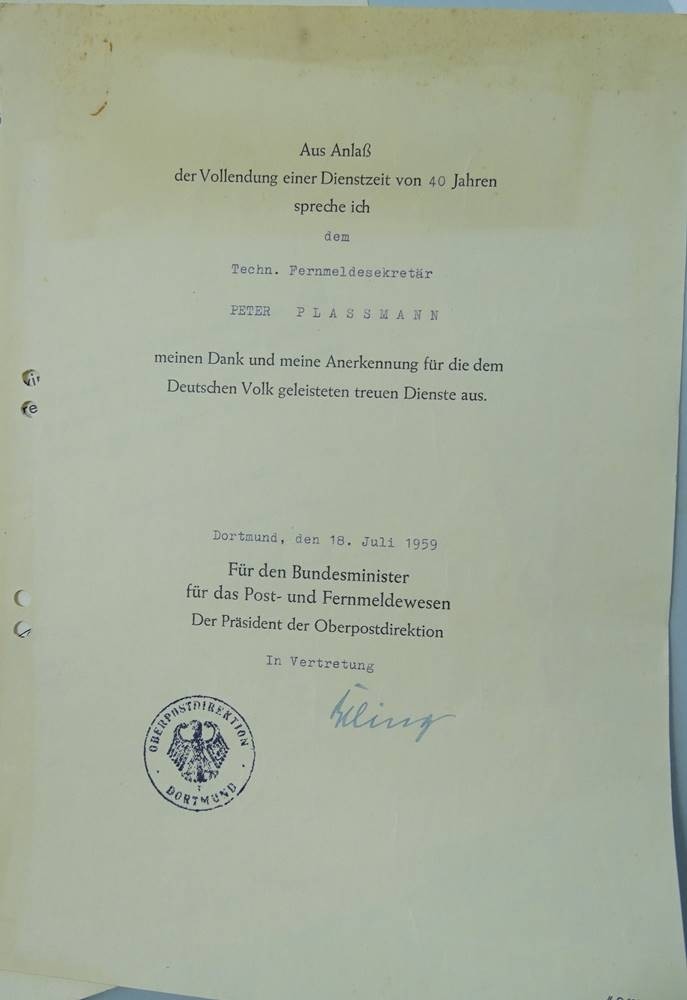 Aus Anlaß
der Vollendung einer Dienstzeit von 40 Jahren
spreche ich
dem
Techn. Fernmeldesekretär
PETER P L A S S M A N N
meinen Dank und meine Anerkennung für die dem
Deutschen Volk geleisteten treuen Dienste aus.
Dortmund, den 18. Juli 1959
Für den Bundesminister
für das Post- und Fernmeldewesen
Der Präsident der Oberpostdirektion
In Vertretung
OBERPOSTDIREKTION
DORTMUND